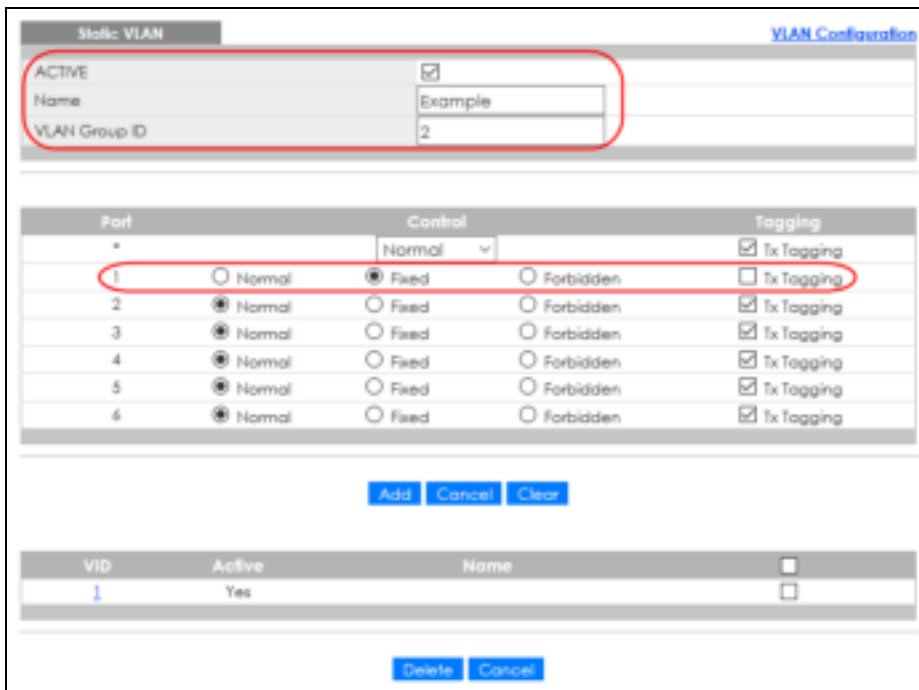 Static VLAN VLAN Configuration
ACTIVE
Name Example
VLAN Group ID 2
Port Control Tagging
* Normal Tx Tagging
1 Normal Fixed Forbidden Tx Tagging
2 Normal Fixed Forbidden Tx Tagging
3 Normal Fixed Forbidden Tx Tagging
4 Normal Fixed Forbidden Tx Tagging
5 Normal Fixed Forbidden Tx Tagging
6 Normal Fixed Forbidden Tx Tagging
Add Cancel Clear
VID Active Name
1 Yes
Delete Cancel